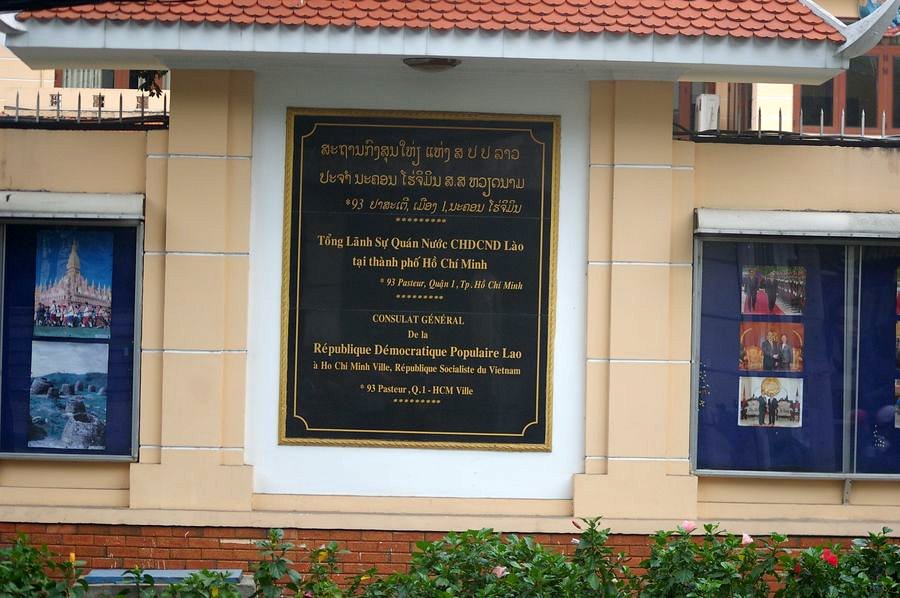 ສະຖານກົງສຸນໃຫຍ່ ແຫ່ງ ສ ປ ປ ລາວ
ປະຈຳ ນະຄອນ ໂຮ່ຈິມິນ ສ.ສ ຫວຽດນາມ
*93 ປາສະເຕີ, ເມືອງ 1, ນະຄອນ ໂຮ່ຈິມິນ
*********
Tổng Lãnh Sự Quán Nước CHDCND Lào
tại thành phố Hồ Chí Minh
* 93 Pasteur, Quận 1, Tp. Hồ Chí Minh
*********
CONSULAT GÉNÉRAL
De la
République Démocratique Populaire Lao
à Ho Chi Minh Ville, République Socialiste du Vietnam
* 93 Pasteur, Q.1 - HCM Ville
*********